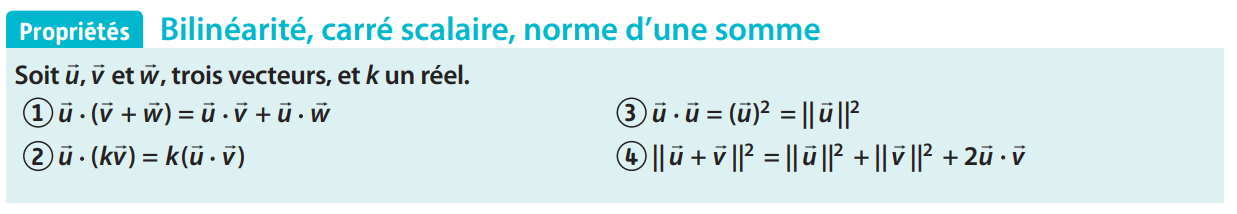 Propriétés Bilinéarité, carré scalaire, norme d’une somme
Soit u⃗, v⃗ et w⃗, trois vecteurs, et k un réel.
① u⃗ · (v⃗ + w⃗) = u⃗ · v⃗ + u⃗ · w⃗
② u⃗ · (kv⃗) = k(u⃗ · v⃗)
③ u⃗ · u⃗ = (u⃗)² = ||u⃗||²
④ ||u⃗ + v⃗||² = ||u⃗||² + ||v⃗||² + 2u⃗ · v⃗